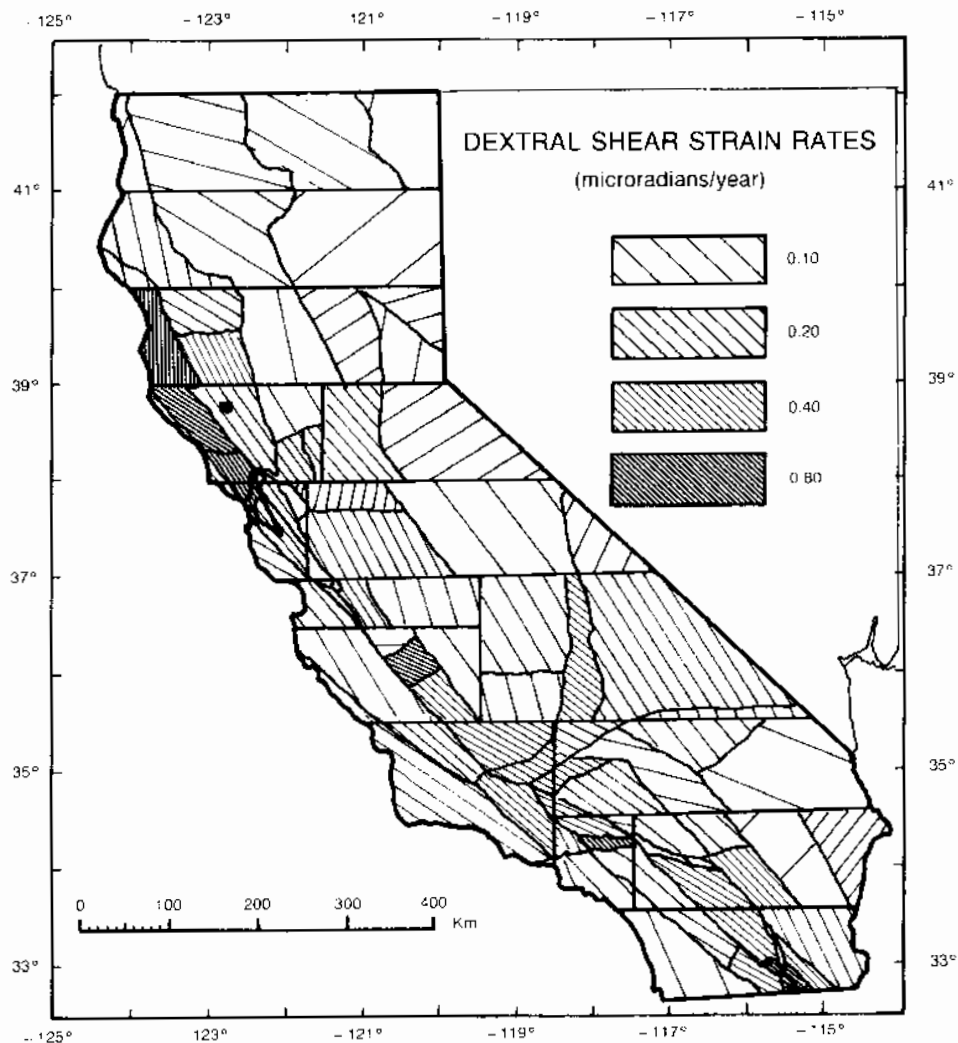 -125° -123° -121° -119° -117° -115°
DEXTRAL SHEAR STRAIN RATES
(microradians/year)
41° 41°
0.10
0.20
39° 39°
0.40
0.80
37° 37°
35° 35°
0 100 200 300 400
Km
33° 33°
-125° -123° -121° -119° -117° -115°